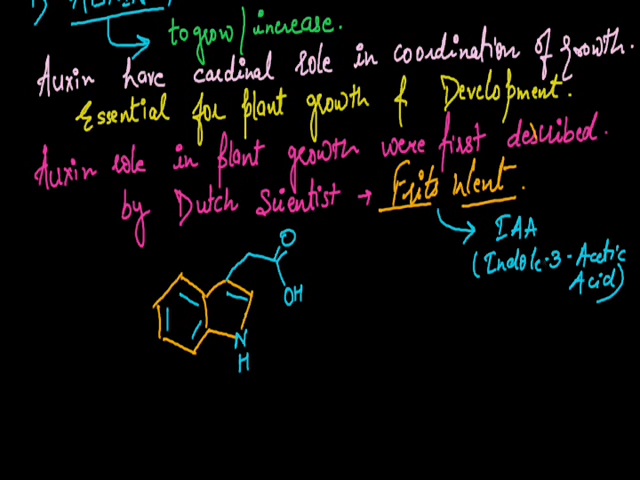 to grow/increase.
Auxin have cardinal role in coordination of growth.
Essential for plant growth & Development.
Auxin role in plant growth were first described.
by Dutch Scientist → Frits Went.
IAA
(Indole-3-Acetic
Acid)
O
OH
N
H